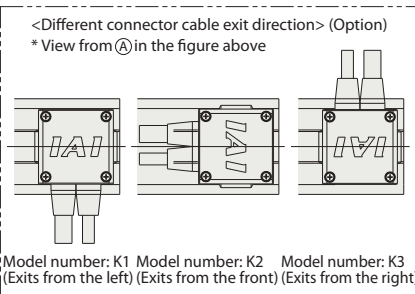 <Different connector cable exit direction> (Option)
* View from Ⓐ in the figure above
IAI
IAI
IAI
Model number: K1 Model number: K2 Model number: K3
(Exits from the left) (Exits from the front) (Exits from the right)